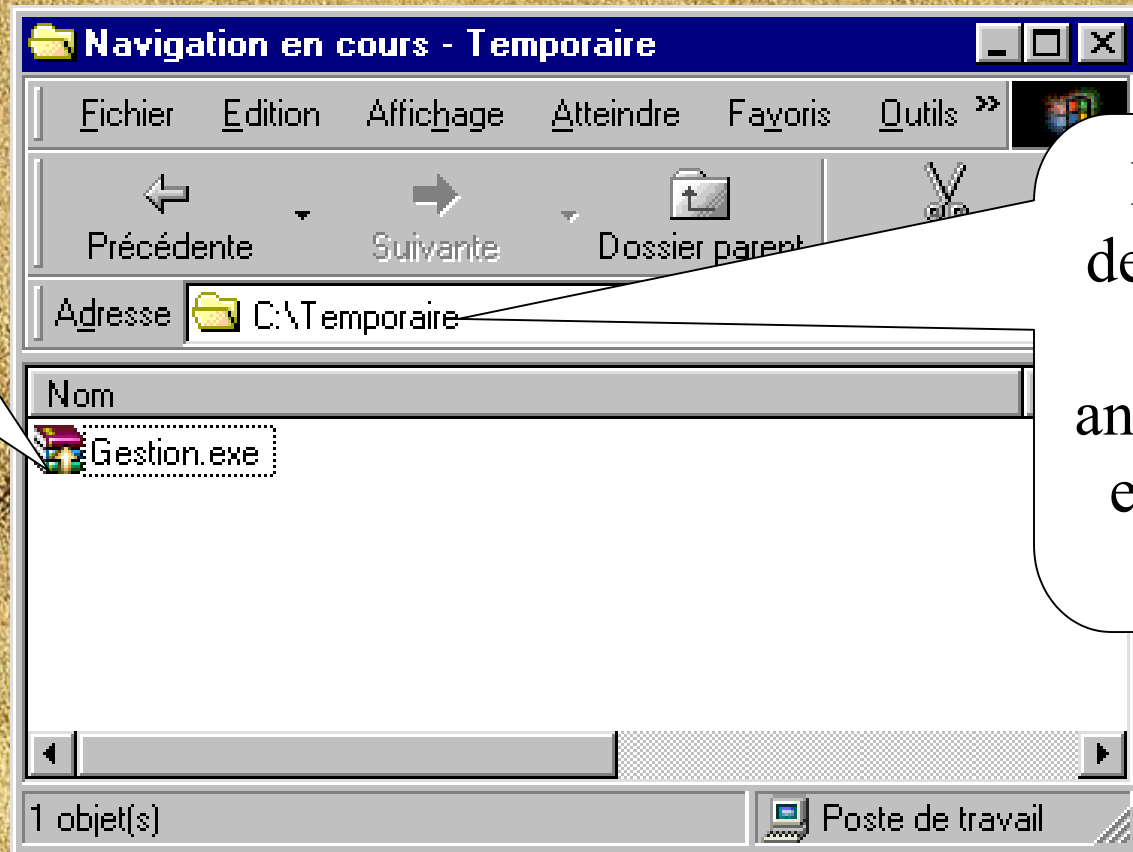 Navigation en cours - Temporaire
Fichier Edition Affichage Atteindre Favoris Outils »
Précédente Suivante Dossier parent
Adresse C:\Temporaire
Nom
Gestion.exe
1 objet(s) Poste de travail